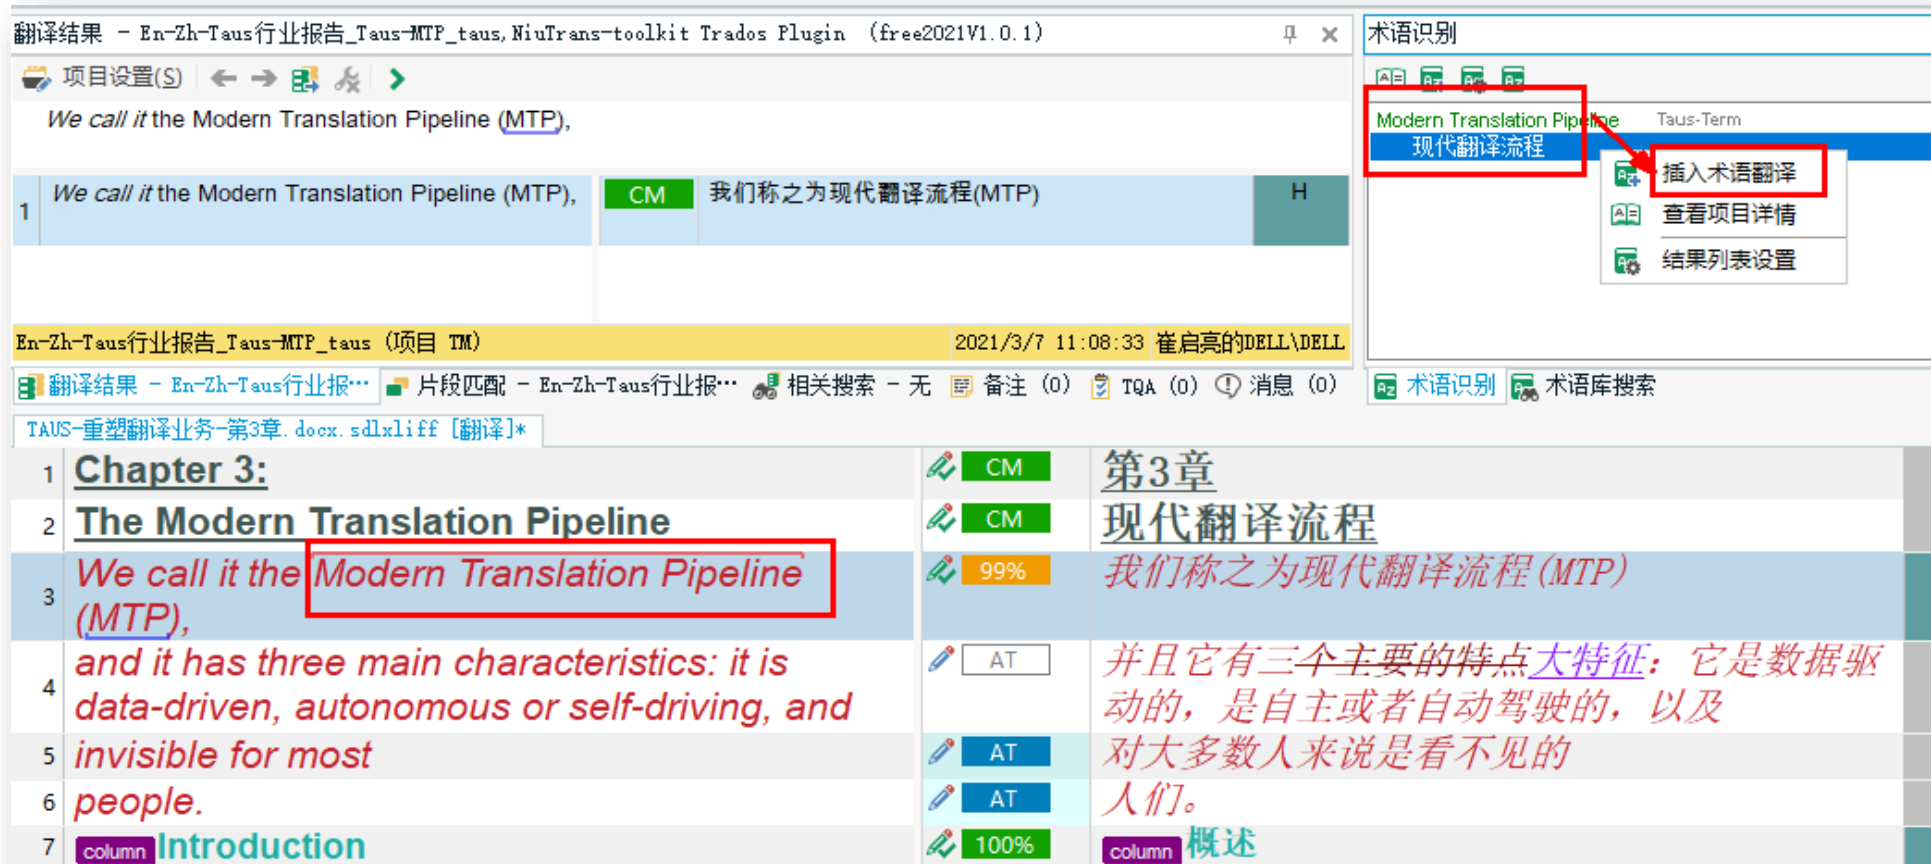 翻译结果 - En-Zh-Taus行业报告_Taus-MTP_taus,NiuTrans-toolkit Trados Plugin (free2021V1.0.1)
术语识别
项目设置(S)
We call it the Modern Translation Pipeline (MTP),
Modern Translation Pipeline Taus-Term
现代翻译流程
插入术语翻译
查看项目详情
结果列表设置
1 We call it the Modern Translation Pipeline (MTP), CM 我们称之为现代翻译流程(MTP) H
En-Zh-Taus行业报告_Taus-MTP_taus (项目 TM) 2021/3/7 11:08:33 崔启亮的DELL\DELL
翻译结果 - En-Zh-Taus行业报… 片段匹配 - En-Zh-Taus行业报… 相关搜索 - 无 备注 (0) TQA (0) 消息 (0) 术语识别 术语库搜索
TAUS-重塑翻译业务-第3章.docx.sdlxliff [翻译]*
1 Chapter 3: CM 第3章
2 The Modern Translation Pipeline CM 现代翻译流程
3 We call it the Modern Translation Pipeline 99% 我们称之为现代翻译流程(MTP)
(MTP),
4 and it has three main characteristics: it is AT 并且它有三个主要的特点大特征：它是数据驱
data-driven, autonomous or self-driving, and 动的，是自主或者自动驾驶的，以及
5 invisible for most AT 对大多数人来说是看不见的
6 people. AT 人们。
7 column Introduction 100% column 概述